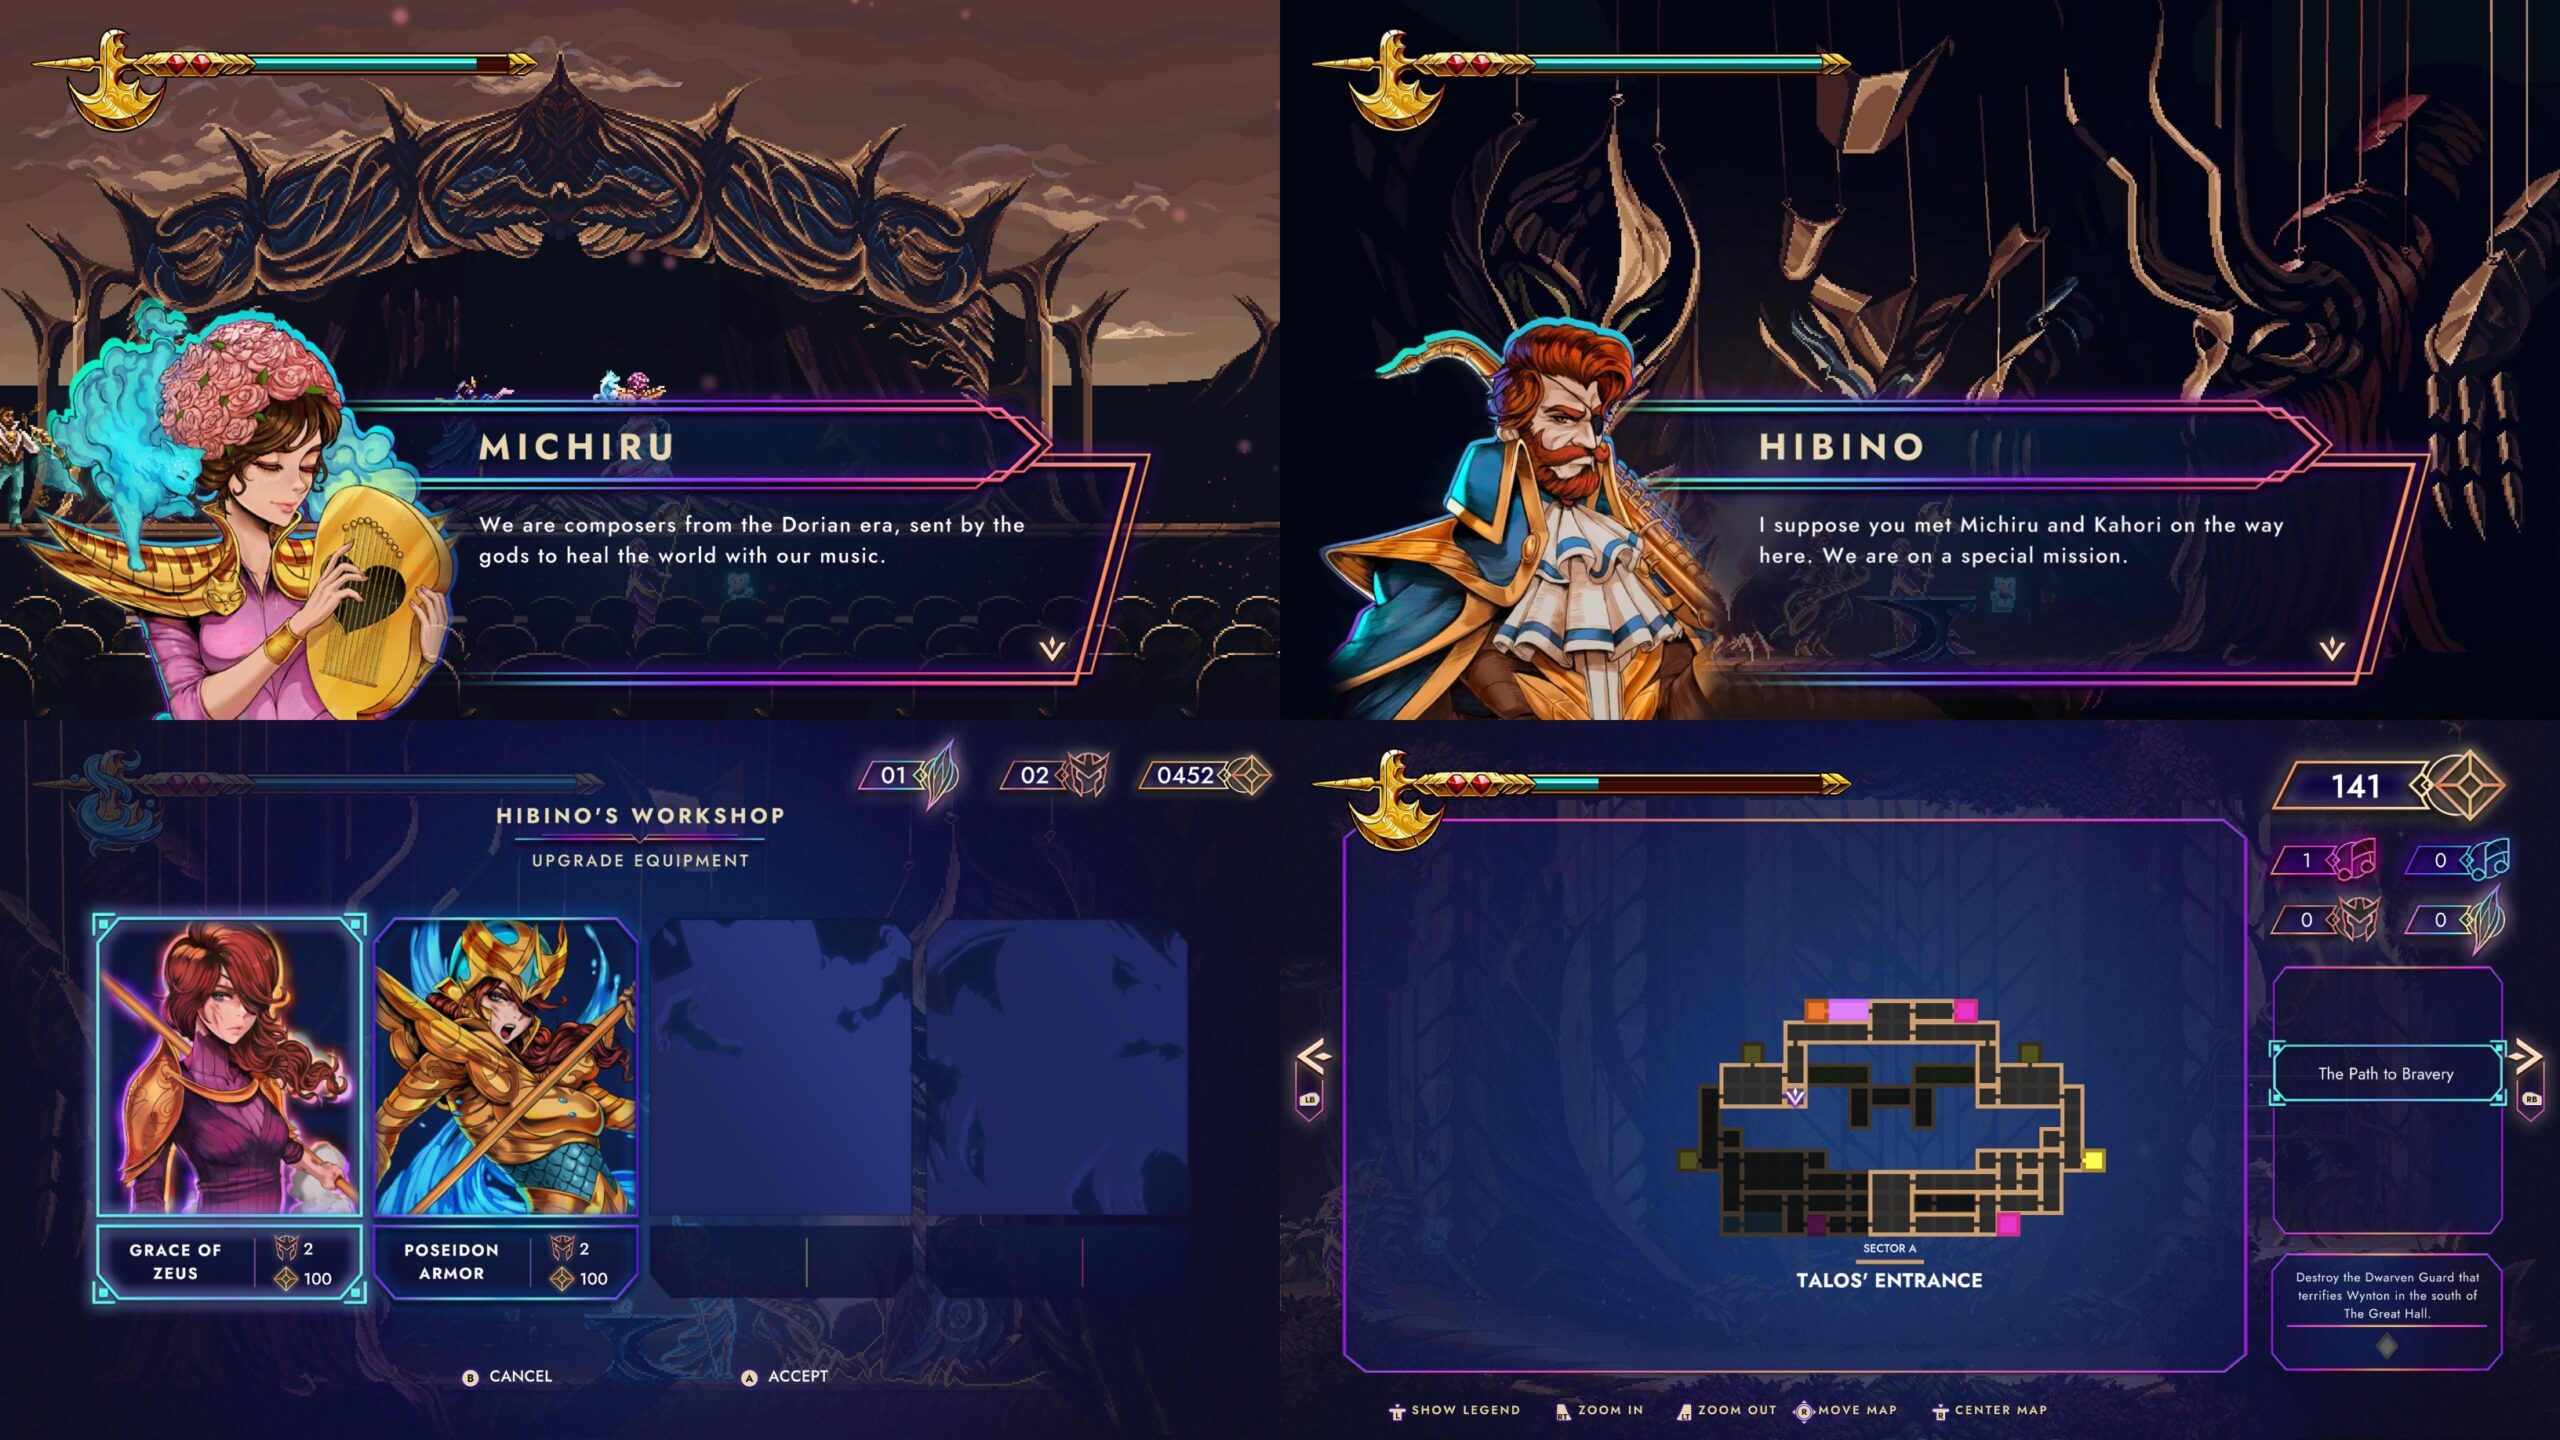 MICHIRU
We are composers from the Dorian era, sent by the
gods to heal the world with our music.
HIBINO
I suppose you met Michiru and Kahori on the way
here. We are on a special mission.
01
02
0452
HIBINO'S WORKSHOP
UPGRADE EQUIPMENT
GRACE OF
ZEUS
2
100
POSEIDON
ARMOR
2
100
B CANCEL
A ACCEPT
141
1
0
0
0
LB
RB
The Path to Bravery
SECTOR A
TALOS' ENTRANCE
Destroy the Dwarven Guard that
terrifies Wynton in the south of
The Great Hall.
L SHOW LEGEND
RT ZOOM IN
LT ZOOM OUT
R MOVE MAP
R CENTER MAP